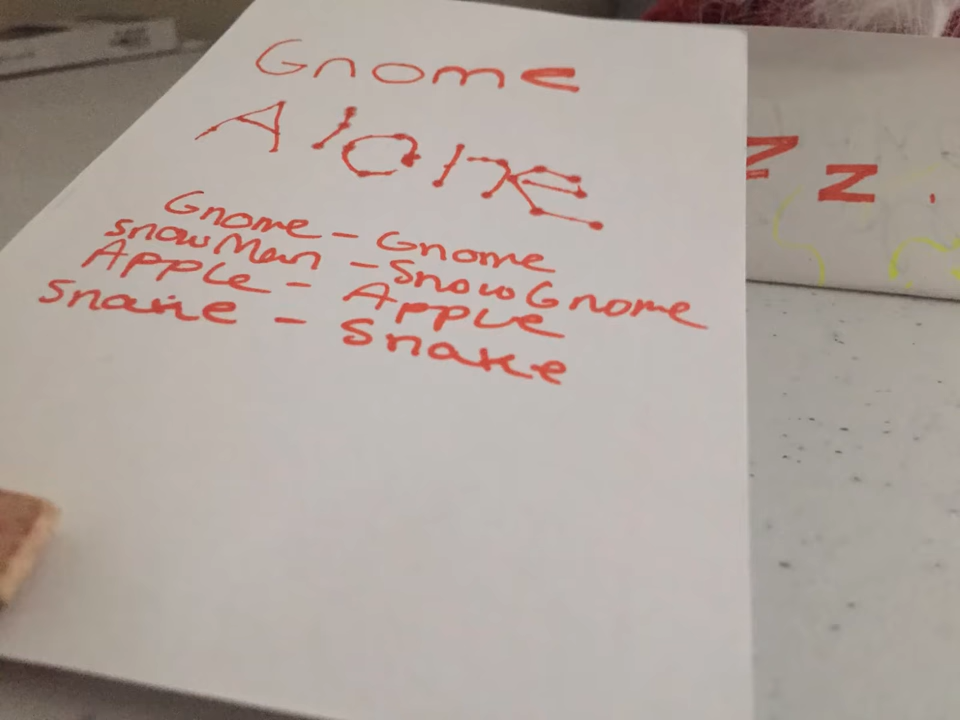 Gnome
Alone
Gnome - Gnome
snowMan - SnowGnome
Apple - Apple
snake - snake
z z .